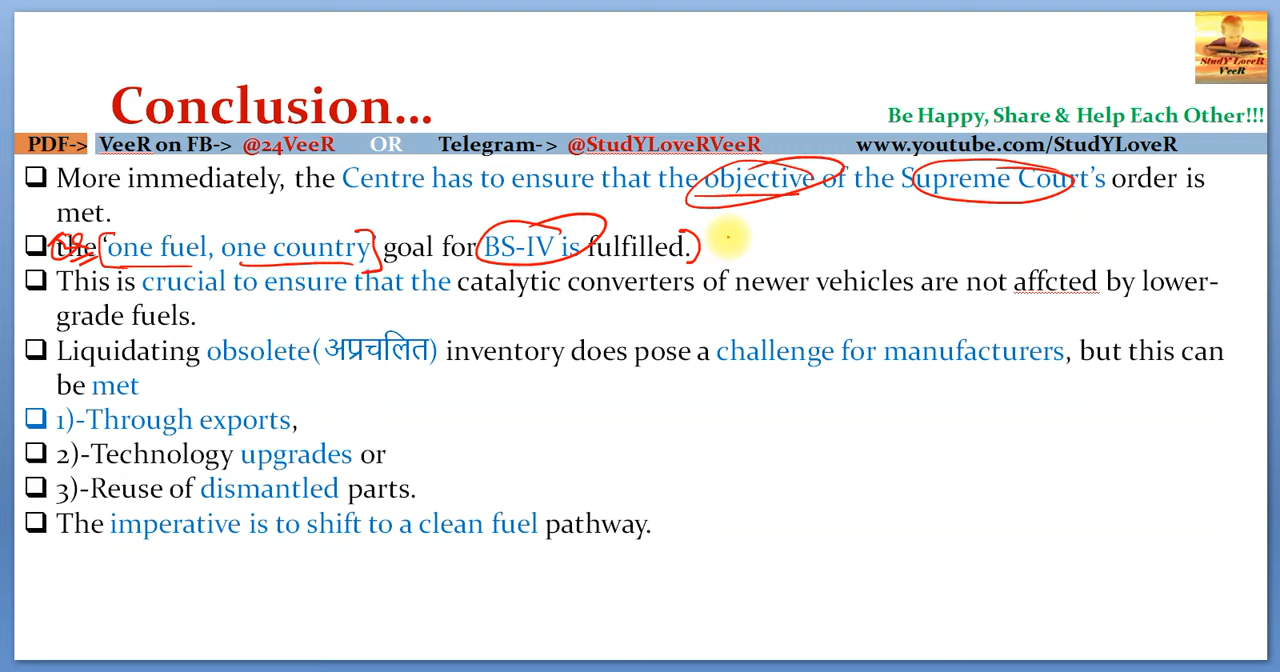 StudY LoveR
VeeR
Conclusion...
Be Happy, Share & Help Each Other!!!
PDF-> VeeR on FB-> @24VeeR OR Telegram-> @StudYLoveRVeeR www.youtube.com/StudYLoveR
❑ More immediately, the Centre has to ensure that the objective of the Supreme Court's order is
met.
❑ The 'one fuel, one country' goal for BS-IV is fulfilled.
❑ This is crucial to ensure that the catalytic converters of newer vehicles are not affcted by lower-
grade fuels.
❑ Liquidating obsolete(अप्रचलित) inventory does pose a challenge for manufacturers, but this can
be met
❑ 1)-Through exports,
❑ 2)-Technology upgrades or
❑ 3)-Reuse of dismantled parts.
❑ The imperative is to shift to a clean fuel pathway.